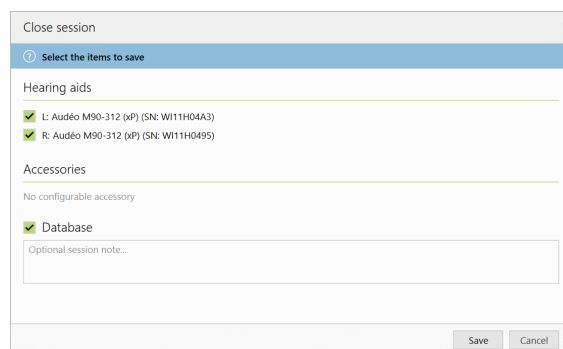 Close session
Select the items to save
Hearing aids
L: Audéo M90-312 (xP) (SN: WI11H04A3)
R: Audéo M90-312 (xP) (SN: WI11H0495)
Accessories
No configurable accessory
Database
Optional session note...
Save Cancel